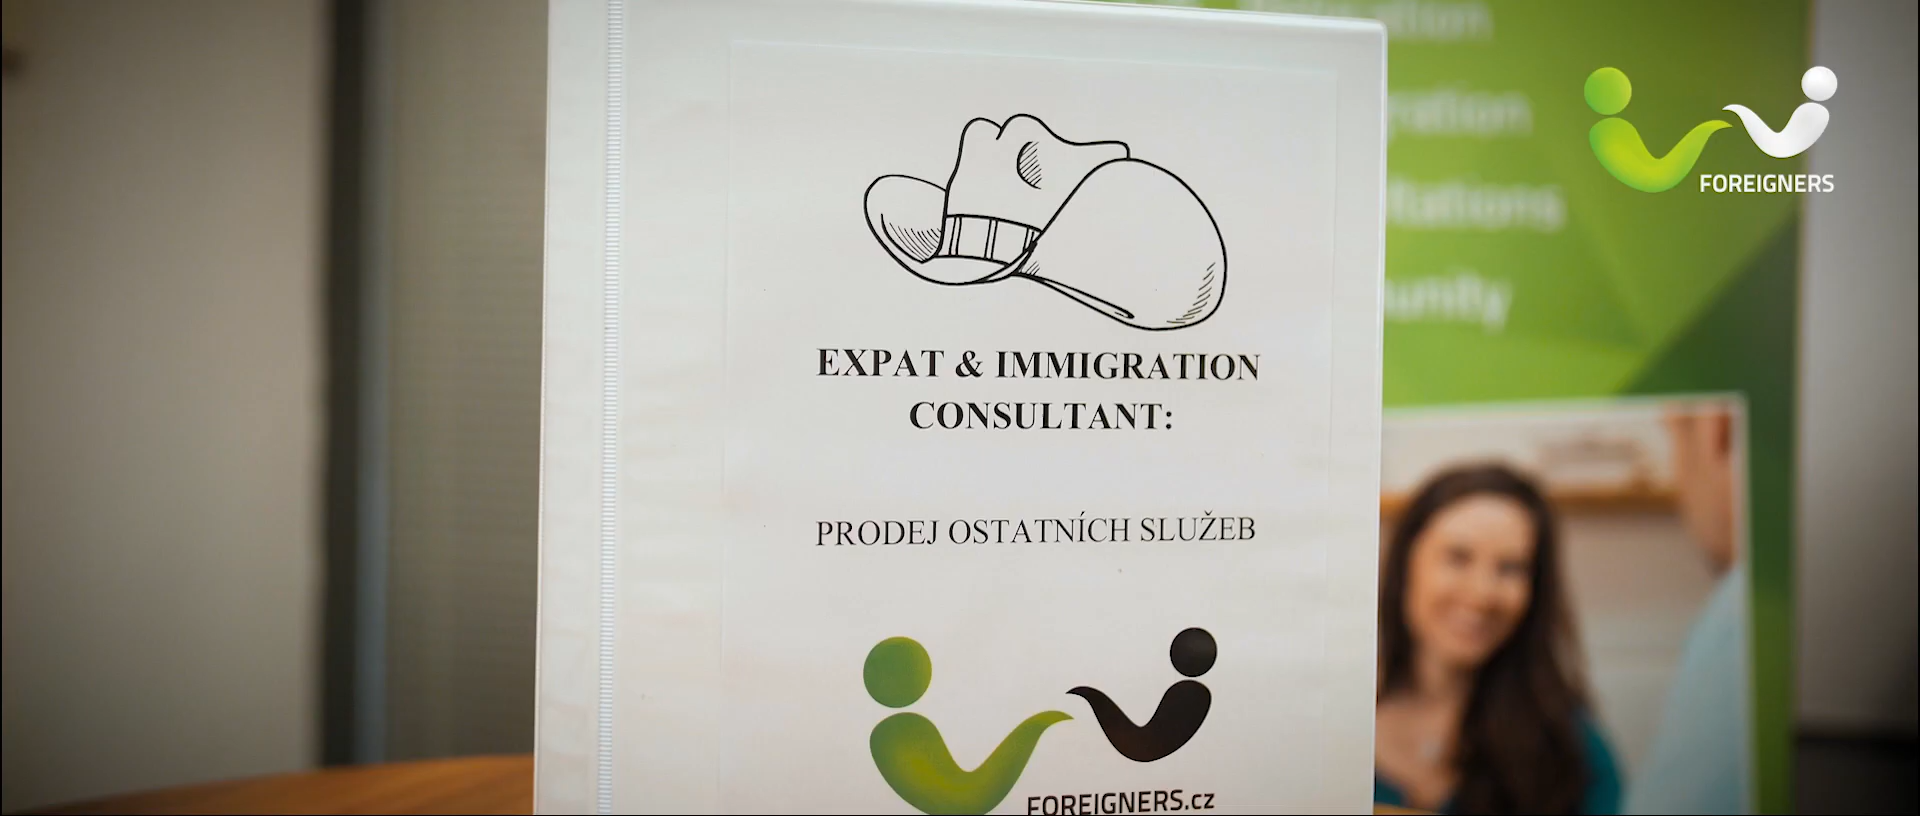 FOREIGNERS
EXPAT & IMMIGRATION
CONSULTANT:
PRODEJ OSTATNÍCH SLUŽEB
FOREIGNERS.cz